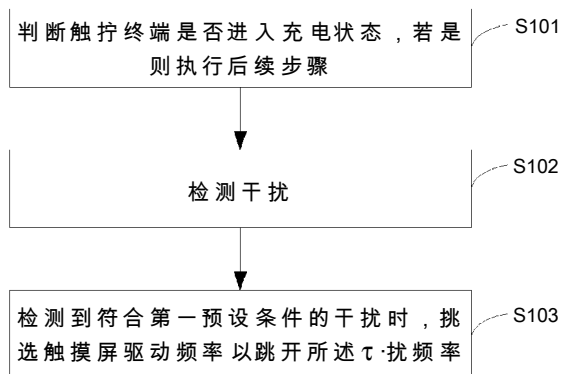 判断触拧终端是否进入充电状态，若是
则执行后续步骤
S101
检测干扰
S102
检测到符合第一预设条件的干扰时，挑
选触摸屏驱动频率以跳开所述τ·扰频率
S103